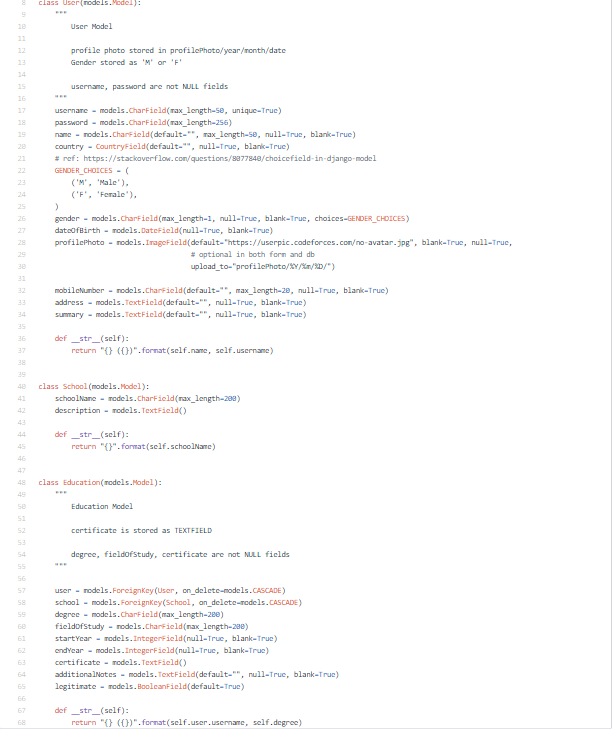 8 class User(models.Model):
9 """
10 User Model
11
12 profile photo stored in profilePhoto/year/month/date
13 Gender stored as 'M' or 'F'
14
15 username, password are not NULL fields
16 """
17 username = models.CharField(max_length=50, unique=True)
18 password = models.CharField(max_length=256)
19 name = models.CharField(default="", max_length=50, null=True, blank=True)
20 country = CountryField(default="", null=True, blank=True)
21 # ref: https://stackoverflow.com/questions/8077840/choicefield-in-django-model
22 GENDER_CHOICES = (
23 ('M', 'Male'),
24 ('F', 'Female'),
25 )
26 gender = models.CharField(max_length=1, null=True, blank=True, choices=GENDER_CHOICES)
27 dateOfBirth = models.DateField(null=True, blank=True)
28 profilePhoto = models.ImageField(default="https://userpic.codeforces.com/no-avatar.jpg", blank=True, null=True,
29 # optional in both form and db
30 upload_to="profilePhoto/%Y/%m/%D/")
31
32 mobileNumber = models.CharField(default="", max_length=20, null=True, blank=True)
33 address = models.TextField(default="", null=True, blank=True)
34 summary = models.TextField(default="", null=True, blank=True)
35
36 def __str__(self):
37 return "{} ({})".format(self.name, self.username)
38
39
40 class School(models.Model):
41 schoolName = models.CharField(max_length=200)
42 description = models.TextField()
43
44 def __str__(self):
45 return "{}".format(self.schoolName)
46
47
48 class Education(models.Model):
49 """
50 Education Model
51
52 certificate is stored as TEXTFIELD
53
54 degree, fieldOfStudy, certificate are not NULL fields
55 """
56
57 user = models.ForeignKey(User, on_delete=models.CASCADE)
58 school = models.ForeignKey(School, on_delete=models.CASCADE)
59 degree = models.CharField(max_length=200)
60 fieldOfStudy = models.CharField(max_length=200)
61 startYear = models.IntegerField(null=True, blank=True)
62 endYear = models.IntegerField(null=True, blank=True)
63 certificate = models.TextField()
64 additionalNotes = models.TextField(default="", null=True, blank=True)
65 legitimate = models.BooleanField(default=True)
66
67 def __str__(self):
68 return "{} ({})".format(self.user.username, self.degree)